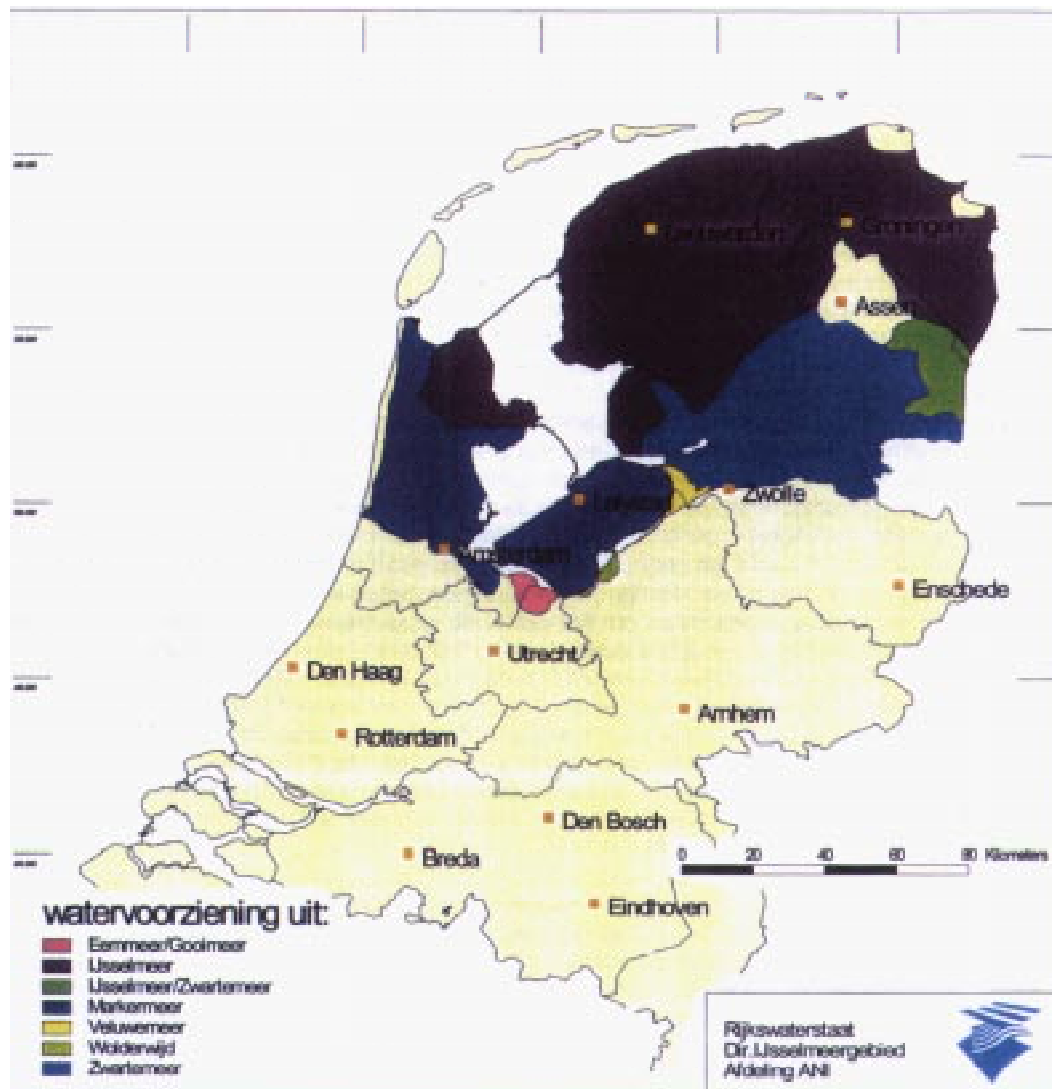 Leeuwarden
Groningen
Assen
Lelystad
Zwolle
Amsterdam
Enschede
Utrecht
Den Haag
Arnhem
Rotterdam
Den Bosch
Breda
0 20 40 60 80 Kilometers
Eindhoven
watervoorziening uit:
Eemmeer/Gooimeer
IJsselmeer
IJsselmeer/Zwartemeer
Markermeer
Veluwemeer
Wolderwijd
Zwartemeer
Rijkswaterstaat
Dir. IJsselmeergebied
Afdeling ANI